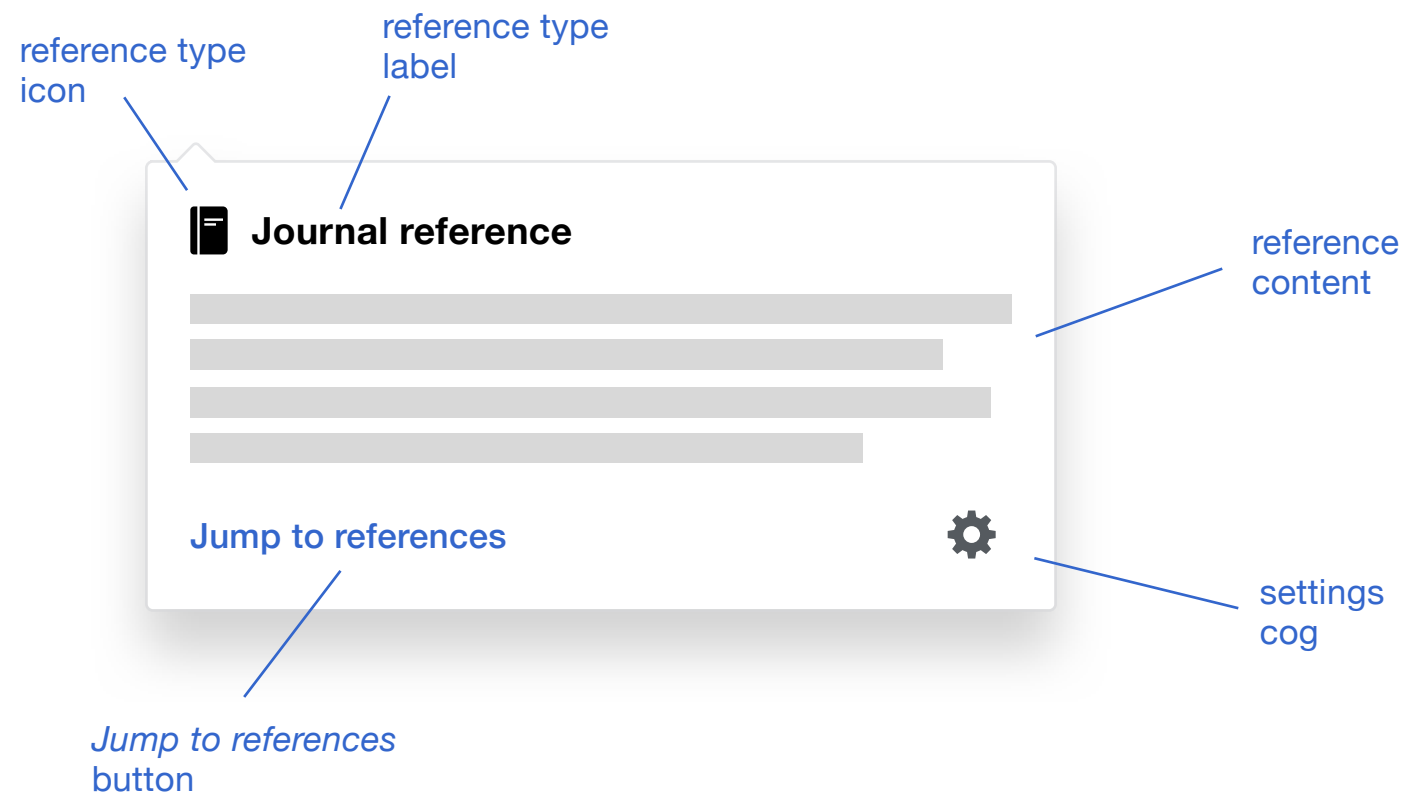 reference type
label
reference type
icon
Journal reference
reference
content
Jump to references
settings
cog
Jump to references
button